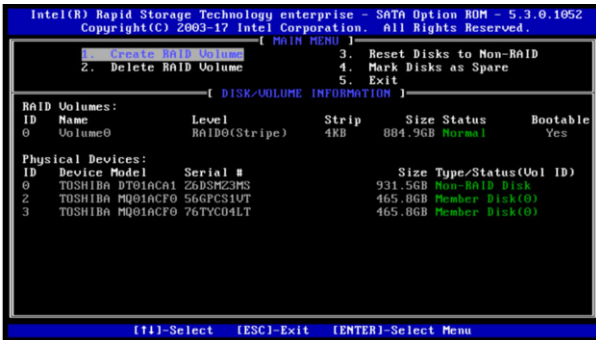 Intel(R) Rapid Storage Technology enterprise - SATA Option ROM - 5.3.0.1052
Copyright(C) 2003-17 Intel Corporation. All Rights Reserved.
[ MAIN MENU ]
1. Create RAID Volume 3. Reset Disks to Non-RAID
2. Delete RAID Volume 4. Mark Disks as Spare
5. Exit
[ DISK/VOLUME INFORMATION ]
RAID Volumes:
ID Name Level Strip Size Status Bootable
0 Volume0 RAID0(Stripe) 4KB 884.9GB Normal Yes
Physical Devices:
ID Device Model Serial # Size Type/Status(Vol ID)
0 TOSHIBA DT01ACA1 Z6DSMZ3MS 931.5GB Non-RAID Disk
2 TOSHIBA MQ01ACF0 56GPCS1VT 465.8GB Member Disk(0)
3 TOSHIBA MQ01ACF0 76TYCO4LT 465.8GB Member Disk(0)
[↑↓]-Select [ESC]-Exit [ENTER]-Select Menu